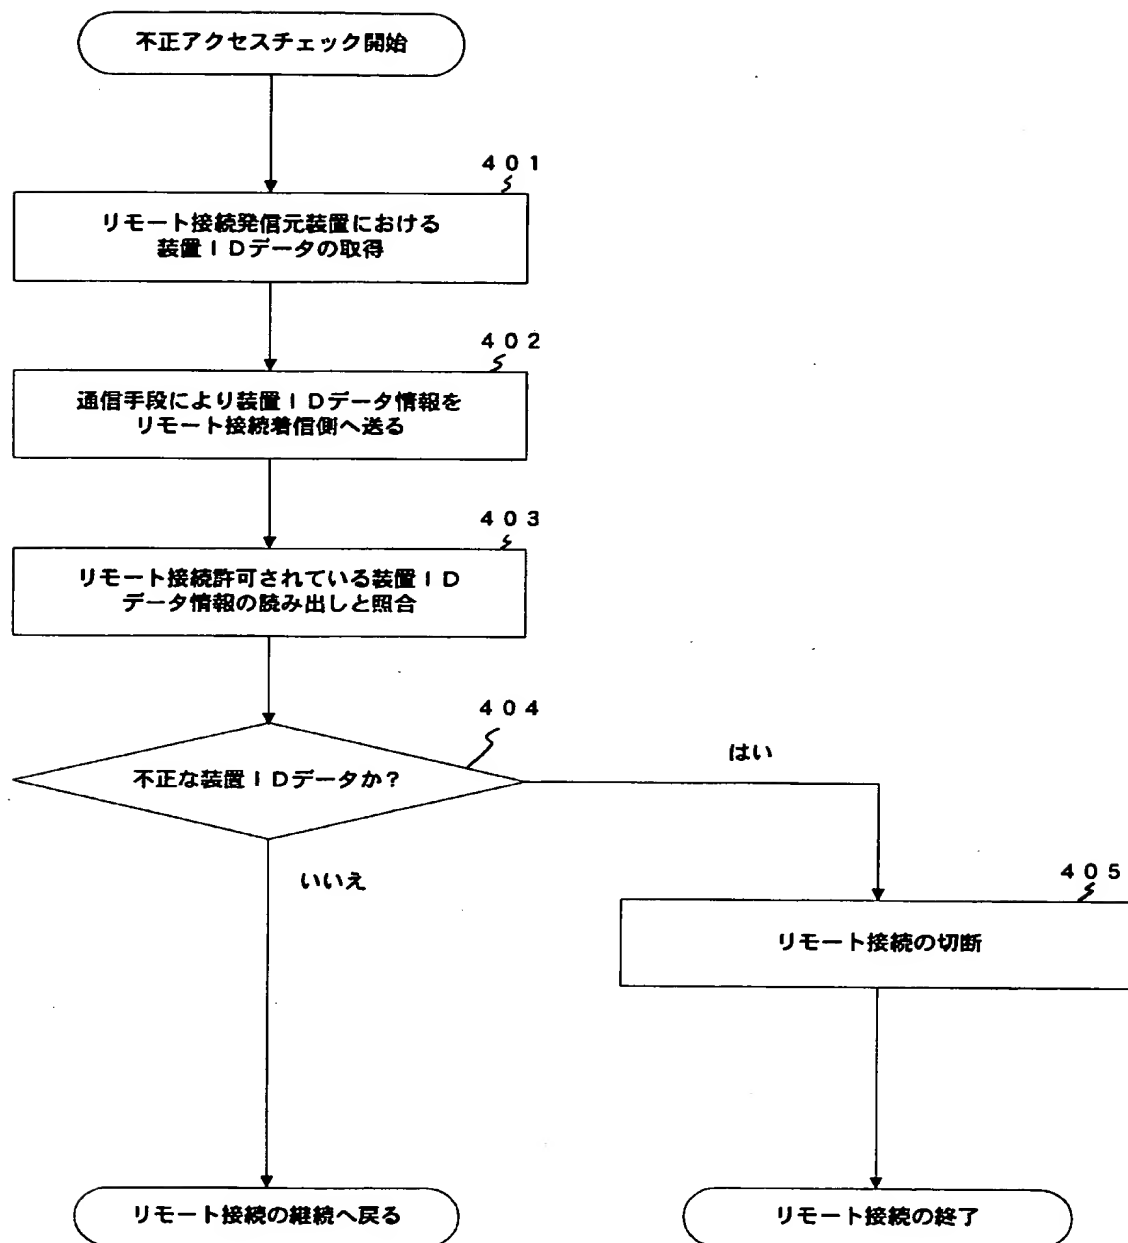 不正アクセスチェック開始
４０１
リモート接続発信元装置における
装置ＩＤデータの取得
４０２
通信手段により装置ＩＤデータ情報を
リモート接続着信側へ送る
４０３
リモート接続許可されている装置ＩＤ
データ情報の読み出しと照合
４０４
不正な装置ＩＤデータか？
はい
いいえ
４０５
リモート接続の切断
リモート接続の継続へ戻る
リモート接続の終了